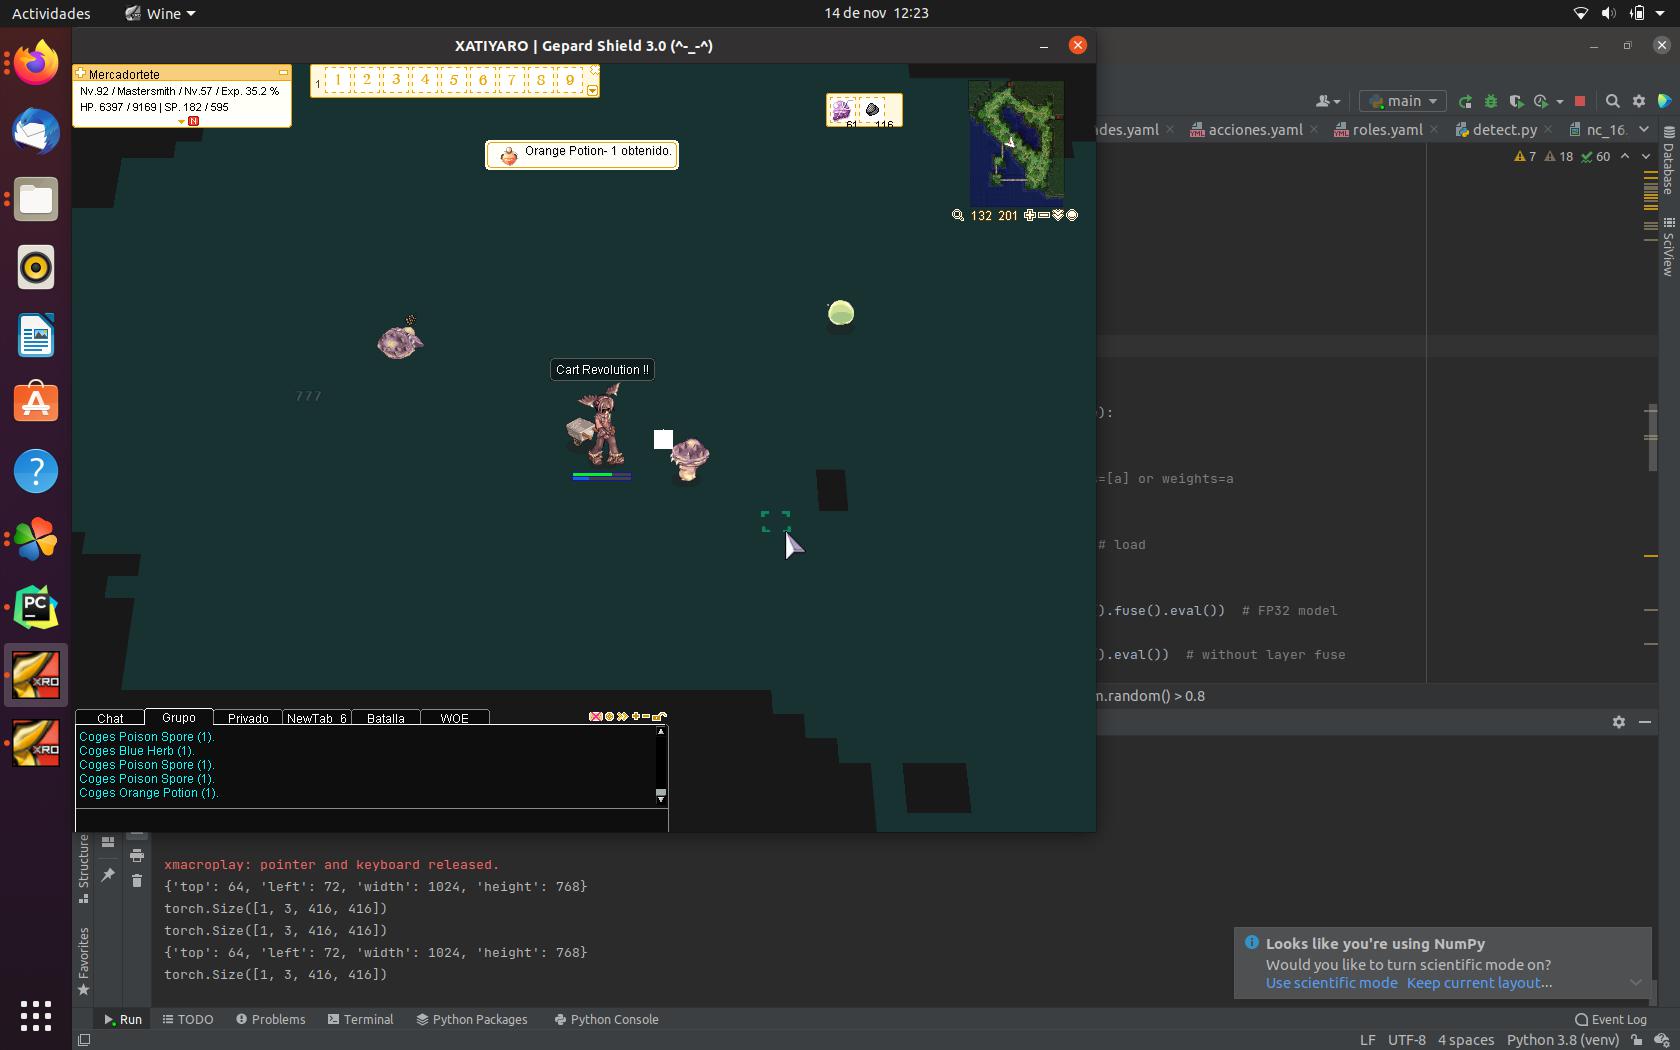 Actividades
Wine
14 de nov 12:23
XATIYARO | Gepard Shield 3.0 (^-_-^)
Mercadortete
Nv.92 / Mastersmith / Nv.57 / Exp. 35.2 %
HP. 6397 / 9169 | SP. 182 / 595
N
1
1 2 3 4 5 6 7 8 9
61 116
Orange Potion- 1 obtenido.
132 201
777
Cart Revolution !!
Chat Grupo Privado NewTab_6 Batalla WOE
Coges Poison Spore (1).
Coges Blue Herb (1).
Coges Poison Spore (1).
Coges Poison Spore (1).
Coges Orange Potion (1).
main
des.yaml acciones.yaml roles.yaml detect.py nc_16.
7 18 60
Database
SciView
):
=[a] or weights=a
# load
).fuse().eval()) # FP32 model
).eval()) # without layer fuse
m.random() > 0.8
PC
XRO
XRO
Structure
Favorites
xmacroplay: pointer and keyboard released.
{'top': 64, 'left': 72, 'width': 1024, 'height': 768}
torch.Size([1, 3, 416, 416])
torch.Size([1, 3, 416, 416])
{'top': 64, 'left': 72, 'width': 1024, 'height': 768}
torch.Size([1, 3, 416, 416])
Looks like you're using NumPy
Would you like to turn scientific mode on?
Use scientific mode Keep current layout...
Run TODO Problems Terminal Python Packages Python Console
Event Log
LF UTF-8 4 spaces Python 3.8 (venv)